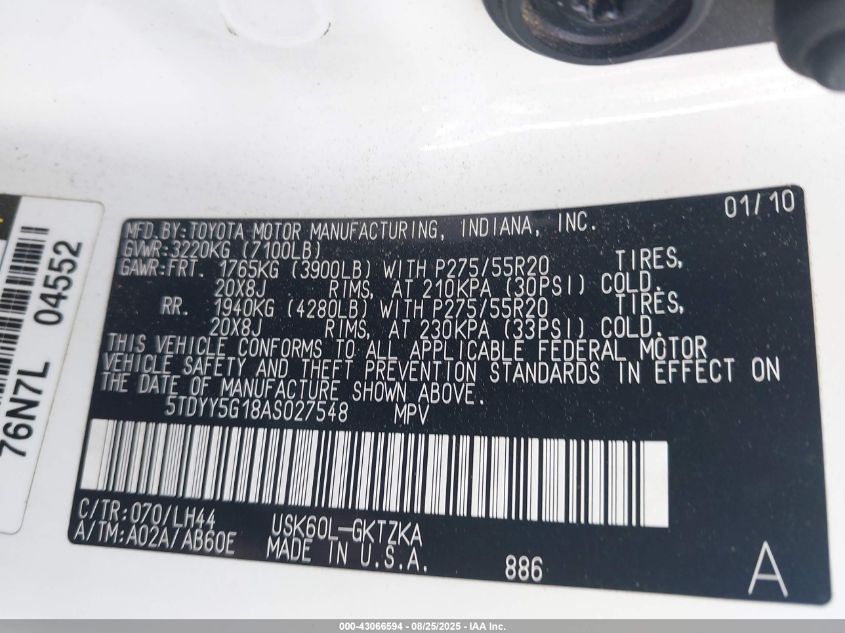 01/10
MFD.BY:TOYOTA MOTOR MANUFACTURING, INDIANA, INC.
GVWR:3220KG (7100LB)
GAWR:FRT. 1765KG (3900LB) WITH P275/55R20 TIRES,
20X8J RIMS, AT 210KPA (30PSI) COLD.
RR. 1940KG (4280LB) WITH P275/55R20 TIRES,
20X8J RIMS, AT 230KPA (33PSI) COLD.
THIS VEHICLE CONFORMS TO ALL APPLICABLE FEDERAL MOTOR
VEHICLE SAFETY AND THEFT PREVENTION STANDARDS IN EFFECT ON
THE DATE OF MANUFACTURE SHOWN ABOVE.
5TDYY5G18AS027548 MPV
C/TR:070/LH44 USK60L-GKTZKA
A/TM:A02A/AB60E MADE IN U.S.A. 886 A
76N7L 04552
000-43066594 - 08/25/2025 - IAA Inc.